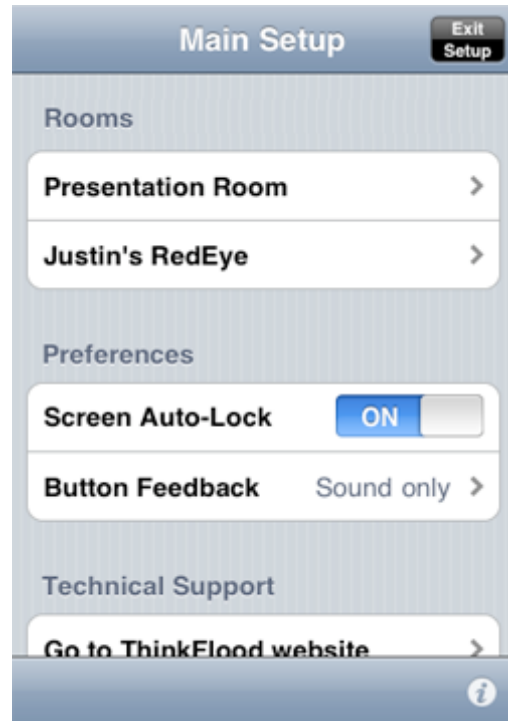 Main Setup
Exit
Setup
Rooms
Presentation Room
Justin's RedEye
Preferences
Screen Auto-Lock ON
Button Feedback Sound only
Technical Support
Go to ThinkFlood website